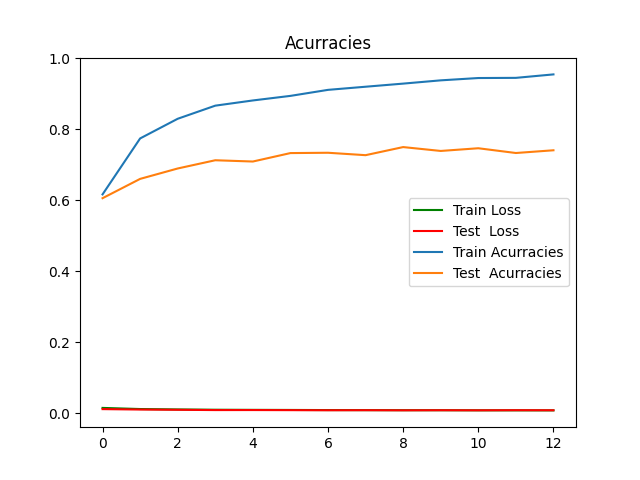 Acurracies
1.0
0.8
0.6
0.4
0.2
0.0
Train Loss
Test  Loss
Train Acurracies
Test  Acurracies
0 2 4 6 8 10 12